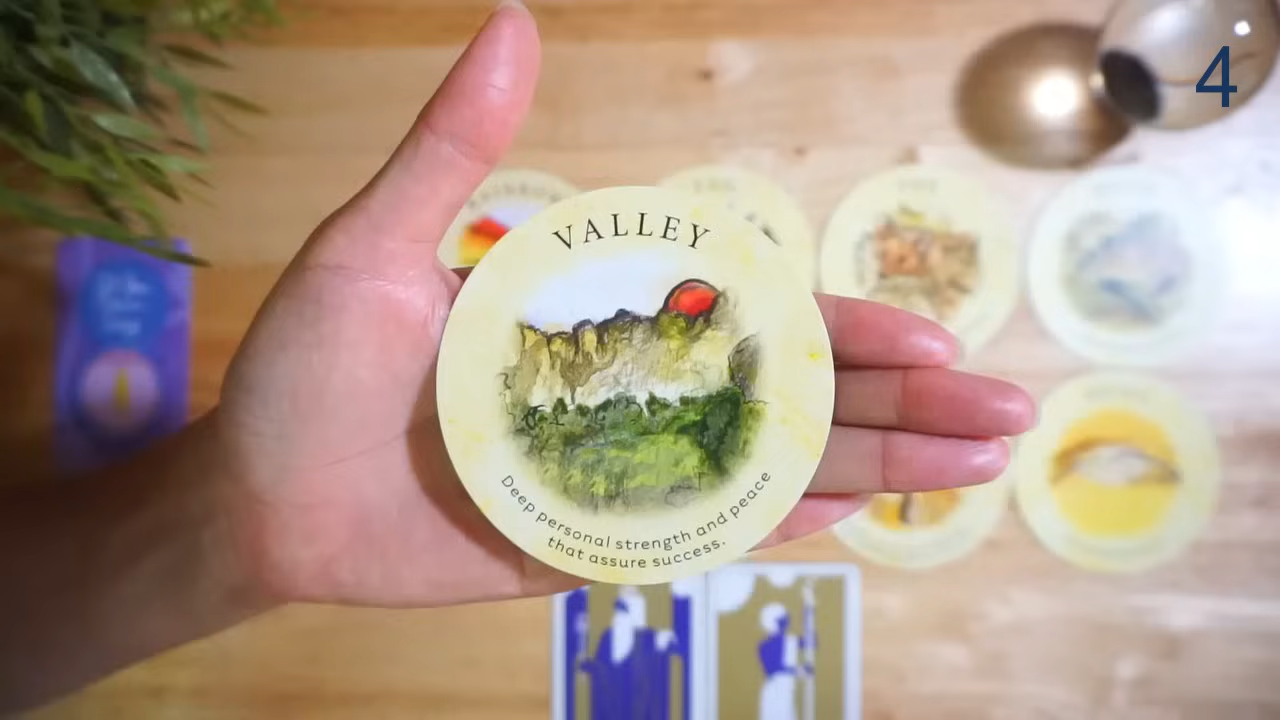 4
VALLEY
Deep personal strength and peace
that assure success.